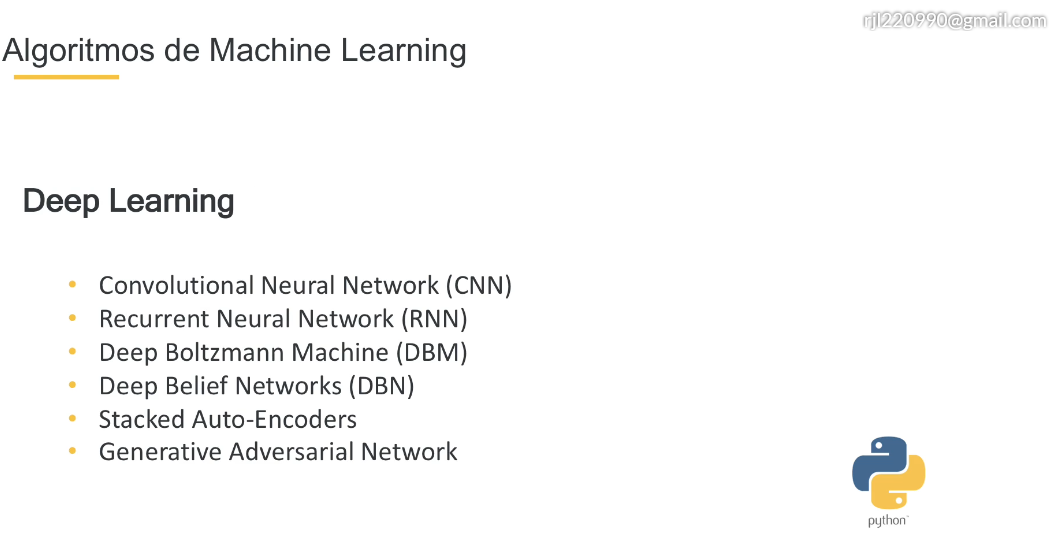 rjl220990@gmail.com
Algoritmos de Machine Learning
Deep Learning
• Convolutional Neural Network (CNN)
• Recurrent Neural Network (RNN)
• Deep Boltzmann Machine (DBM)
• Deep Belief Networks (DBN)
• Stacked Auto-Encoders
• Generative Adversarial Network
python™